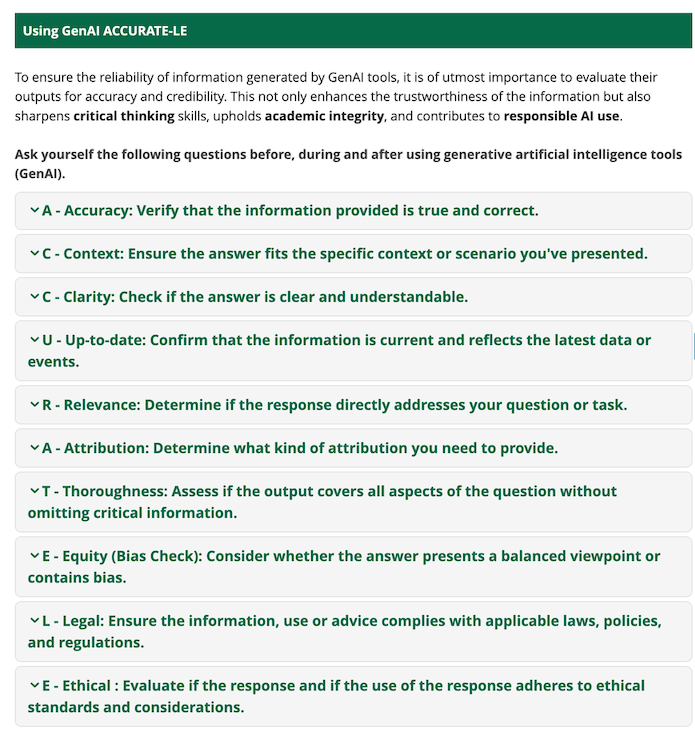 Using GenAI ACCURATE-LE
To ensure the reliability of information generated by GenAI tools, it is of utmost importance to evaluate their
outputs for accuracy and credibility. This not only enhances the trustworthiness of the information but also
sharpens critical thinking skills, upholds academic integrity, and contributes to responsible AI use.
Ask yourself the following questions before, during and after using generative artificial intelligence tools
(GenAI).
A - Accuracy: Verify that the information provided is true and correct.
C - Context: Ensure the answer fits the specific context or scenario you've presented.
C - Clarity: Check if the answer is clear and understandable.
U - Up-to-date: Confirm that the information is current and reflects the latest data or
events.
R - Relevance: Determine if the response directly addresses your question or task.
A - Attribution: Determine what kind of attribution you need to provide.
T - Thoroughness: Assess if the output covers all aspects of the question without
omitting critical information.
E - Equity (Bias Check): Consider whether the answer presents a balanced viewpoint or
contains bias.
L - Legal: Ensure the information, use or advice complies with applicable laws, policies,
and regulations.
E - Ethical : Evaluate if the response and if the use of the response adheres to ethical
standards and considerations.